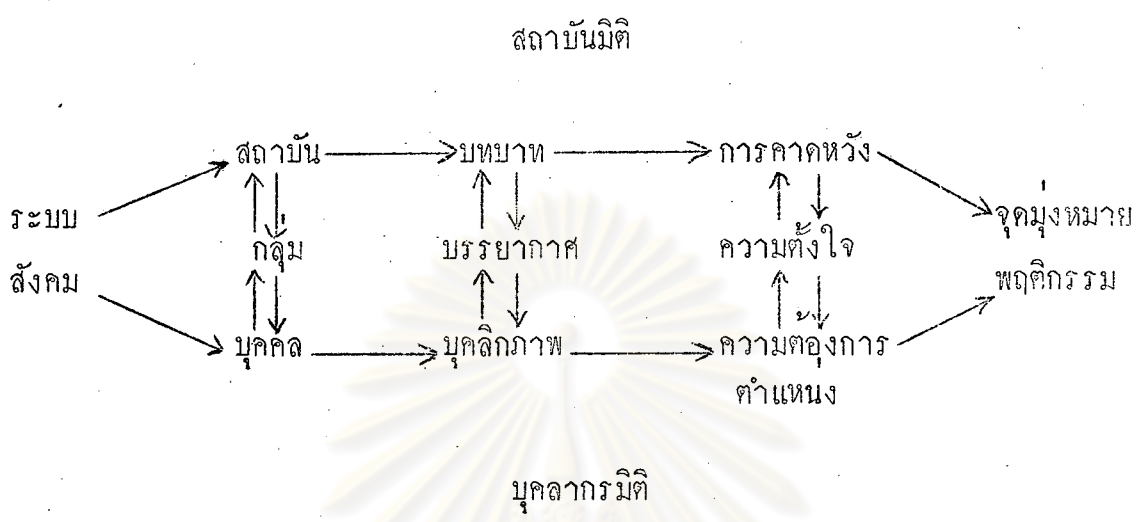 สถาบันมิติ
สถาบัน บทบาท การคาดหวัง
ระบบ จุดมุ่งหมาย
กลุ่ม บรรยากาศ ความตั้งใจ
สังคม พฤติกรรม
บุคคล บุคลิกภาพ ความต้องการ
ตำแหนง
บุคลากรมิติ